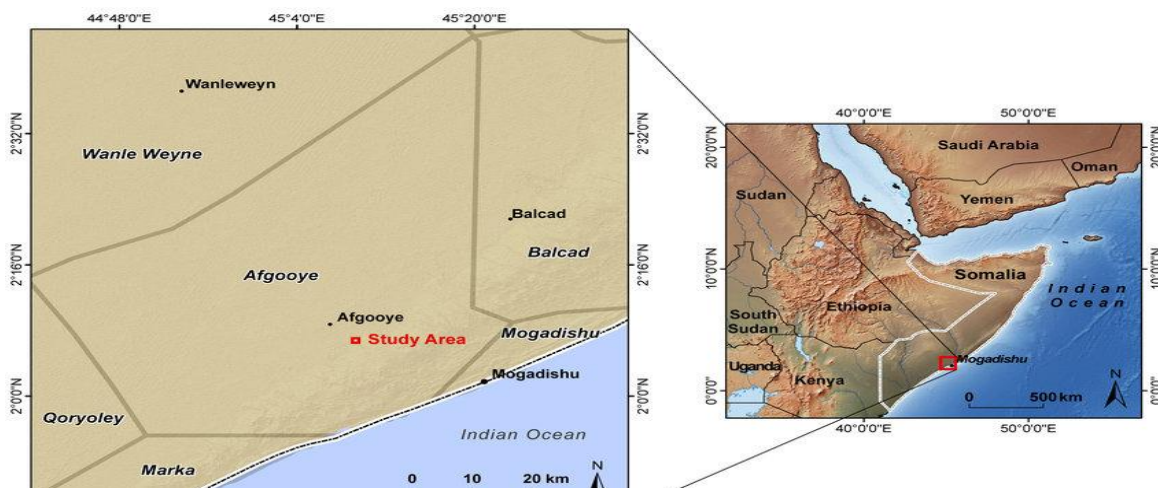 44°48'0"E
45°4'0"E
45°20'0"E
2°32'0"N
2°16'0"N
2°0'0"N
Wanleweyn
Wanle Weyne
Balcad
Balcad
Afgooye
Afgooye
Study Area
Mogadishu
Mogadishu
Qoryoley
Marka
Indian Ocean
0 10 20 km
N
2°32'0"N
2°16'0"N
2°0'0"N
40°0'0"E
50°0'0"E
20°0'0"N
10°0'0"N
0°0'0"
Saudi Arabia
Oman
Sudan
Yemen
Somalia
Indian
Ocean
Ethiopia
South
Sudan
Mogadishu
Uganda
Kenya
N
0 500 km
20°0'0"N
10°0'0"N
40°0'0"E
50°0'0"E